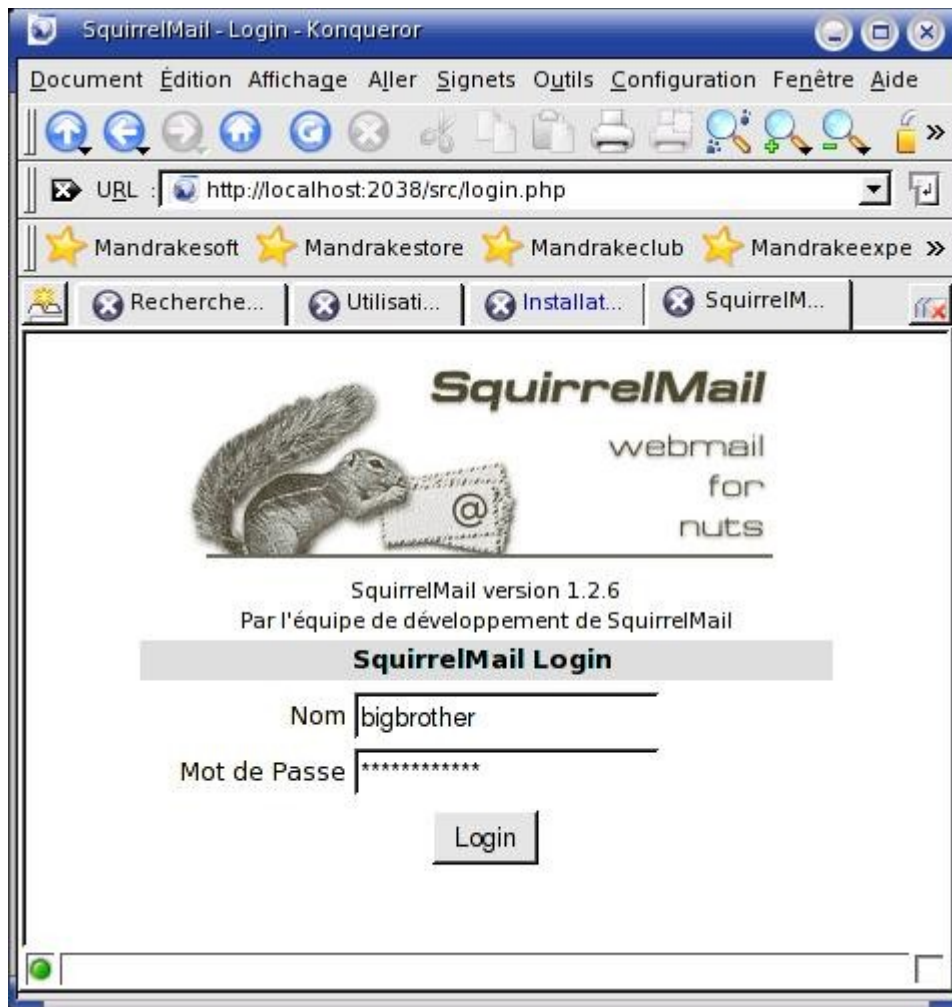 SquirrelMail - Login - Konqueror
Document Édition Affichage Aller Signets Outils Configuration Fenêtre Aide
URL : http://localhost:2038/src/login.php
Mandrakesoft Mandrakestore Mandrakeclub Mandrakeexpe »
Recherche... Utilisati... Installat... SquirrelM...
SquirrelMail
webmail
for
nuts
@
SquirrelMail version 1.2.6
Par l'équipe de développement de SquirrelMail
SquirrelMail Login
Nom bigbrother
Mot de Passe ************
Login